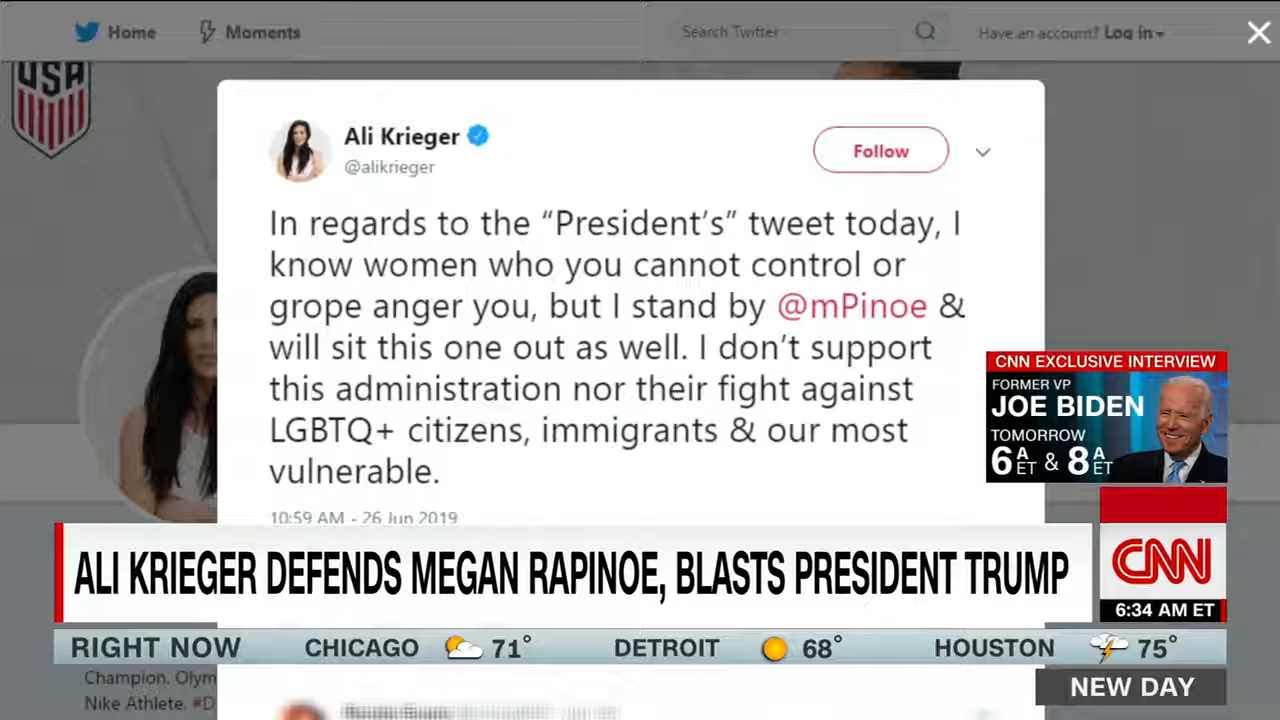 Home
Moments
Search Twitter
Have an account? Log in
USA
Ali Krieger
@alikrieger
Follow
In regards to the “President’s” tweet today, I
know women who you cannot control or
grope anger you, but I stand by @mPinoe &
will sit this one out as well. I don’t support
this administration nor their fight against
LGBTQ+ citizens, immigrants & our most
vulnerable.
10:59 AM - 26 Jun 2019
CNN EXCLUSIVE INTERVIEW
FORMER VP
JOE BIDEN
TOMORROW
6A ET & 8A ET
ALI KRIEGER DEFENDS MEGAN RAPINOE, BLASTS PRESIDENT TRUMP
CNN
6:34 AM ET
RIGHT NOW CHICAGO 71° DETROIT 68° HOUSTON 75°
Champion. Olym
Nike Athlete. #D
NEW DAY